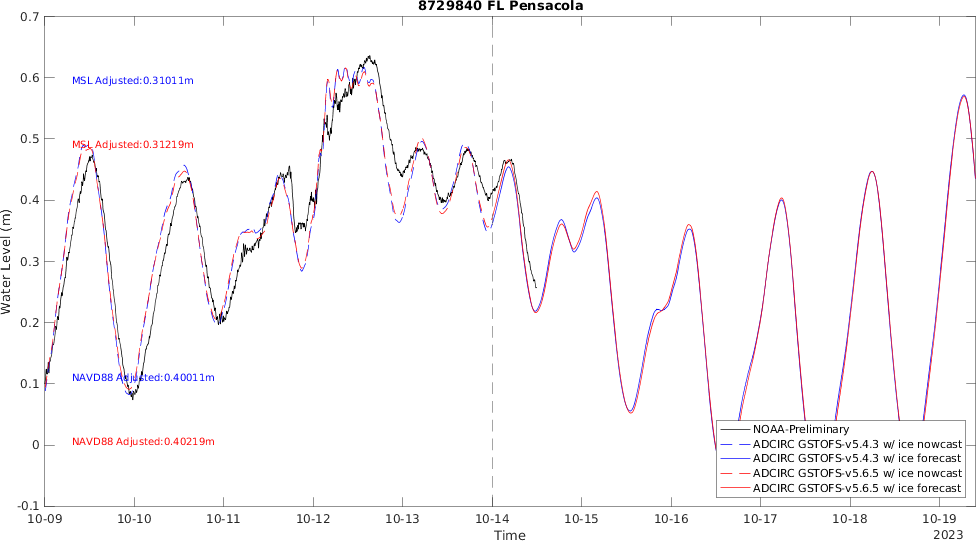 8729840 FL Pensacola
Water Level (m)
0.7
0.6
0.5
0.4
0.3
0.2
0.1
0
-0.1
MSL Adjusted:0.31011m
MSL Adjusted:0.31219m
NAVD88 Adjusted:0.40011m
NAVD88 Adjusted:0.40219m
NOAA-Preliminary
ADCIRC GSTOFS-v5.4.3 w/ ice nowcast
ADCIRC GSTOFS-v5.4.3 w/ ice forecast
ADCIRC GSTOFS-v5.6.5 w/ ice nowcast
ADCIRC GSTOFS-v5.6.5 w/ ice forecast
10-09 10-10 10-11 10-12 10-13 10-14 10-15 10-16 10-17 10-18 10-19
Time
2023